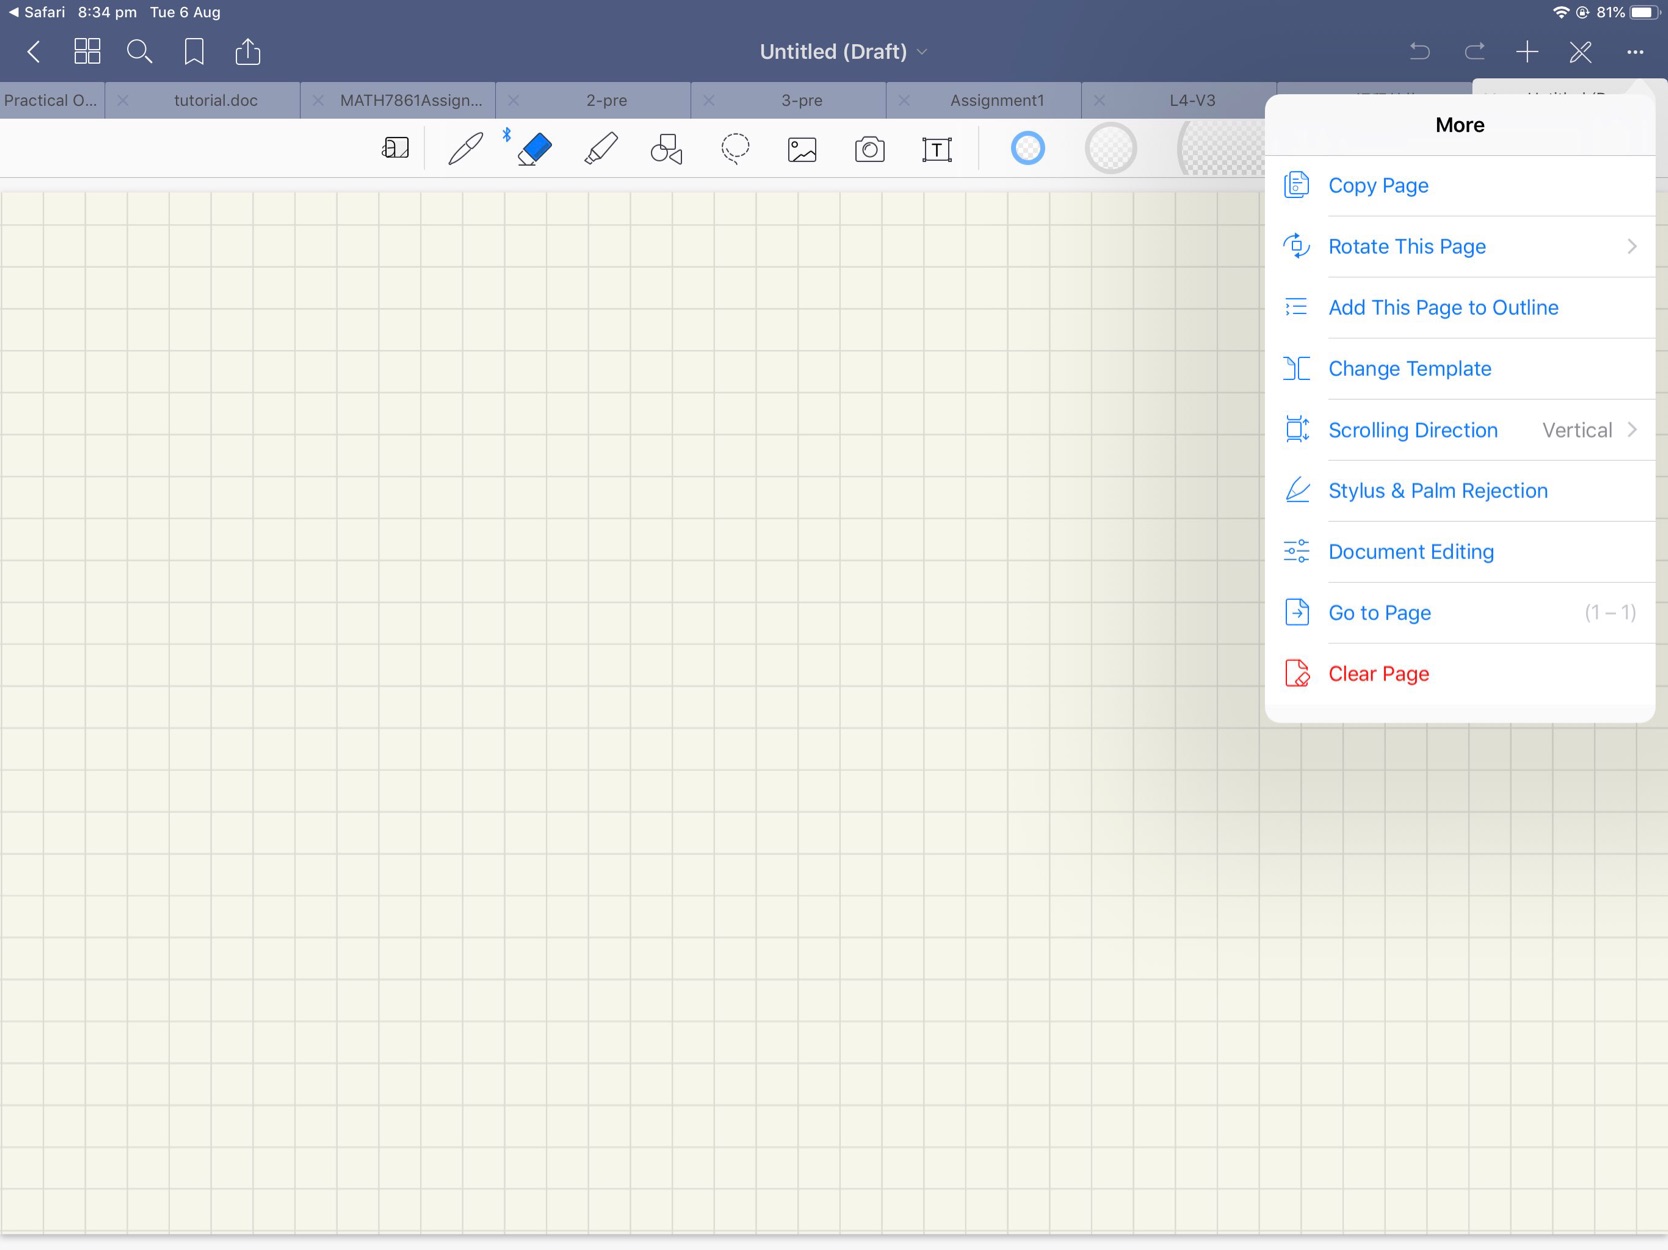 Safari 8:34 pm Tue 6 Aug 81%
Untitled (Draft)
Practical O... tutorial.doc MATH7861Assign... 2-pre 3-pre Assignment1 L4-V3
T
More
Copy Page
Rotate This Page
Add This Page to Outline
Change Template
Scrolling Direction Vertical
Stylus & Palm Rejection
Document Editing
Go to Page (1 – 1)
Clear Page